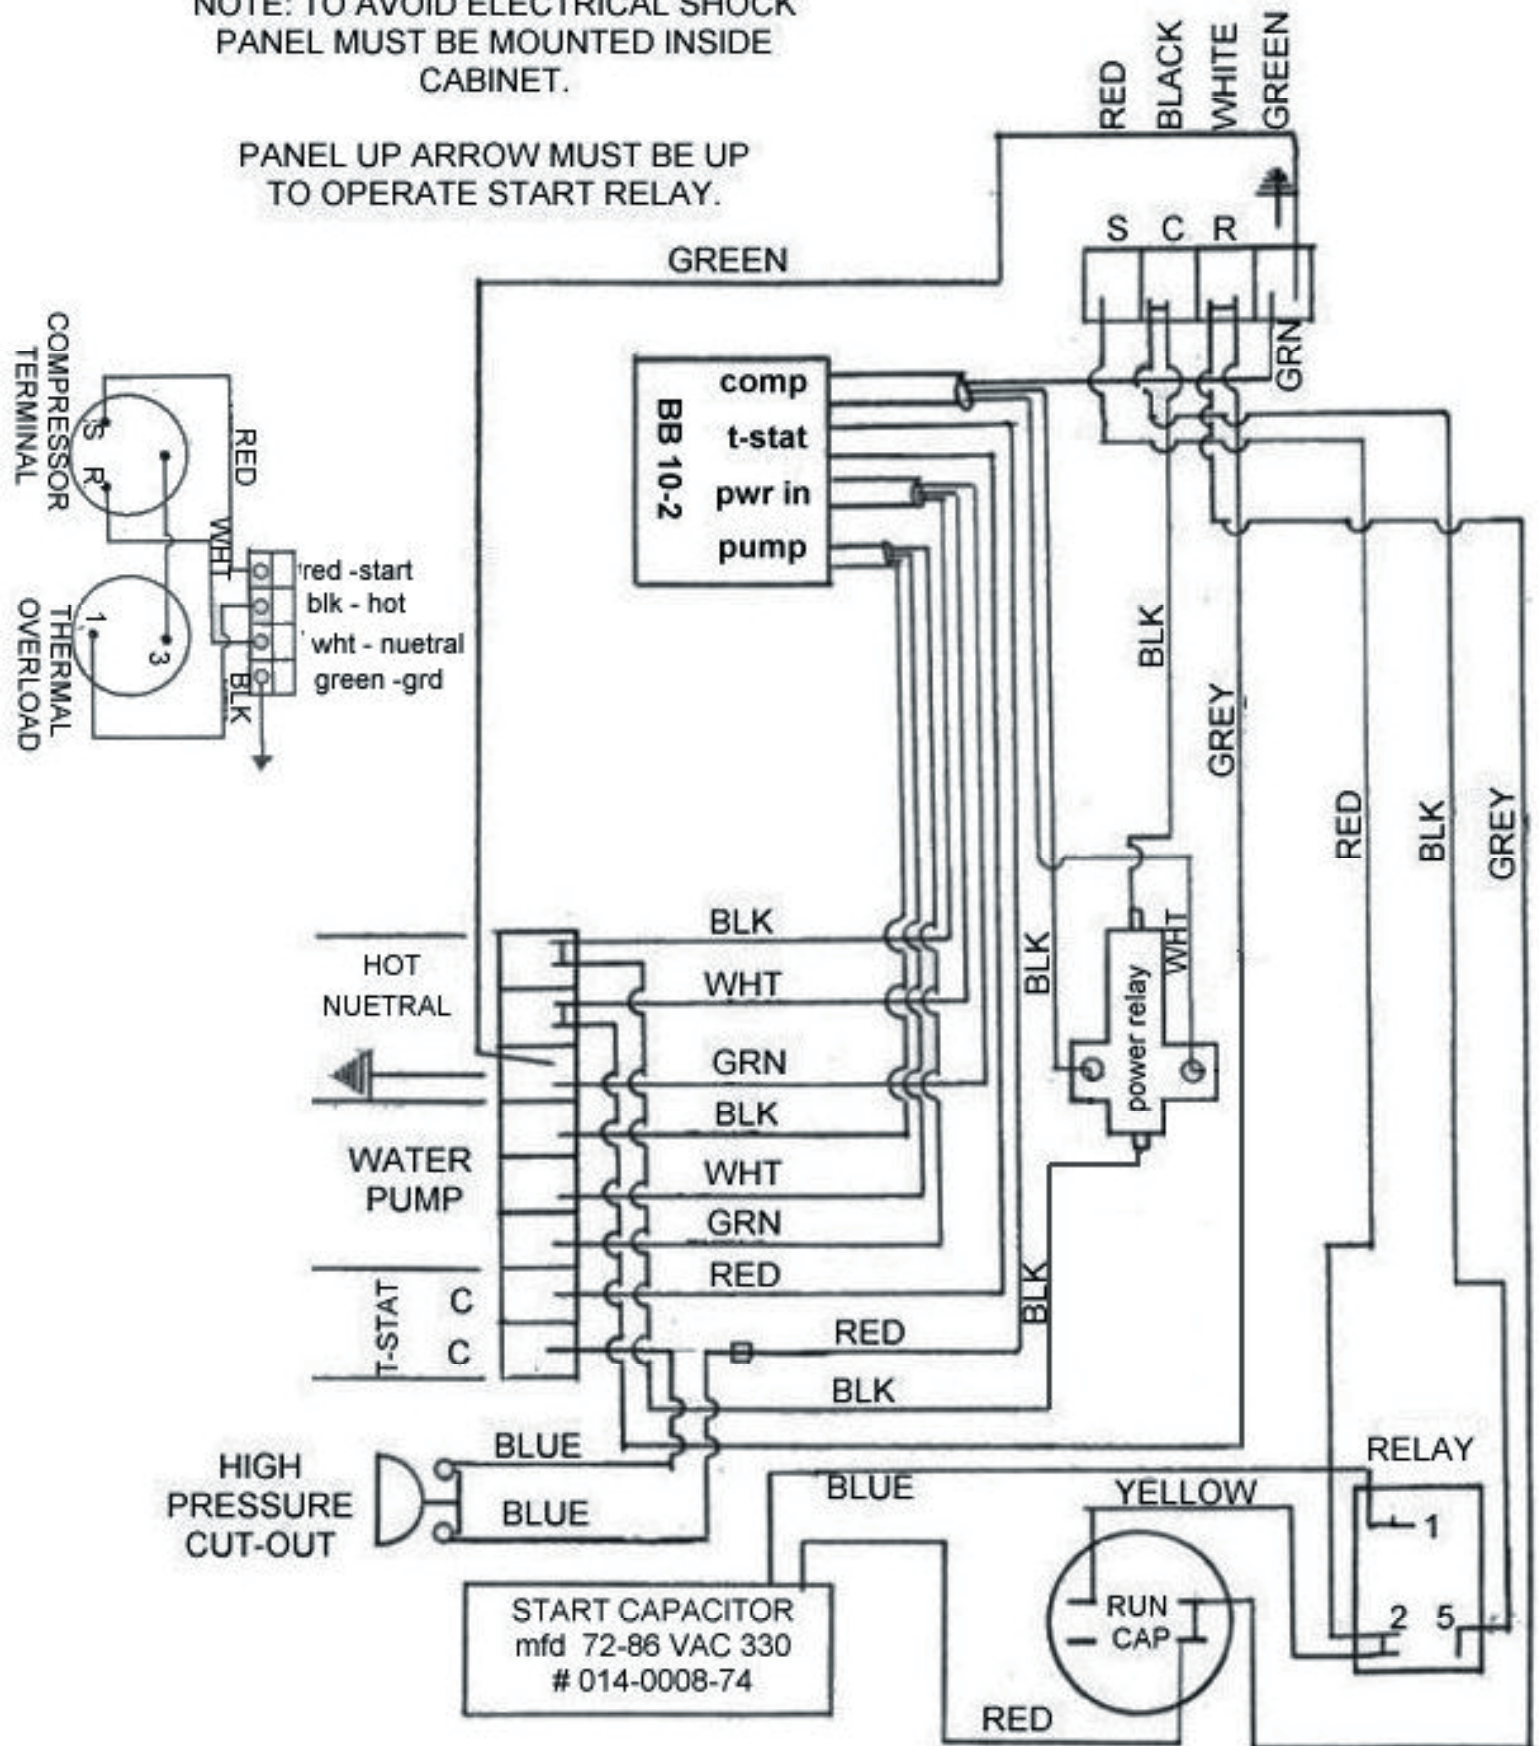 NOTE: TO AVOID ELECTRICAL SHOCK
PANEL MUST BE MOUNTED INSIDE
CABINET.
PANEL UP ARROW MUST BE UP
TO OPERATE START RELAY.
RED
BLACK
WHITE
GREEN
S C R
GREEN
GRN
COMPRESSOR
TERMINAL
S
R
RED
WHT
THERMAL
OVERLOAD
1
3
BLK
red -start
blk - hot
wht - nuetral
green -grd
BB 10-2
comp
t-stat
pwr in
pump
BLK
GREY
RED
BLK
GREY
HOT
NUETRAL
WATER
PUMP
T-STAT
C
C
BLK
WHT
GRN
BLK
WHT
GRN
RED
RED
BLK
BLK
WHT
power relay
BLK
HIGH
PRESSURE
CUT-OUT
BLUE
BLUE
BLUE
YELLOW
RELAY
1
2 5
START CAPACITOR
mfd 72-86 VAC 330
# 014-0008-74
RUN
CAP
RED